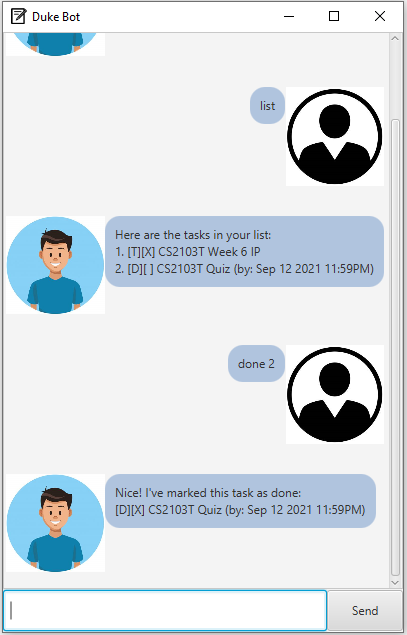 Duke Bot
list
Here are the tasks in your list:
1. [T][X] CS2103T Week 6 IP
2. [D][ ] CS2103T Quiz (by: Sep 12 2021 11:59PM)
done 2
Nice! I've marked this task as done:
[D][X] CS2103T Quiz (by: Sep 12 2021 11:59PM)
Send